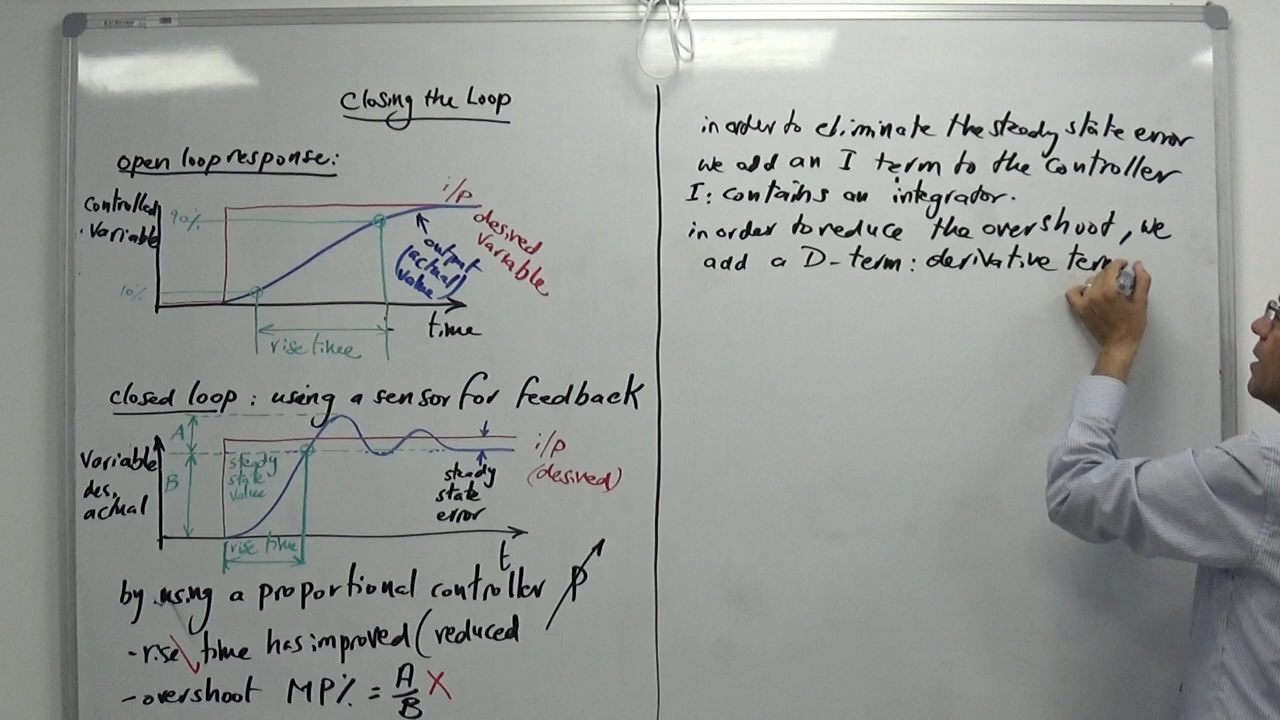 Closing the Loop
open loop response:
Controlled
variable
90%
10%
i/p
desired
variable
output
(actual
value)
time
rise time
closed loop : using a sensor for feedback
A
B
Variable
des,
actual
steady
state
value
i/p
(desired)
steady
state
error
rise time
t
by using a proportional controller P
- rise time has improved (reduced
- overshoot MP% = A/B X
in order to eliminate the steady state error
we add an I term to the controller
I: contains an integrator.
in order to reduce the overshoot, we
add a D-term: derivative term